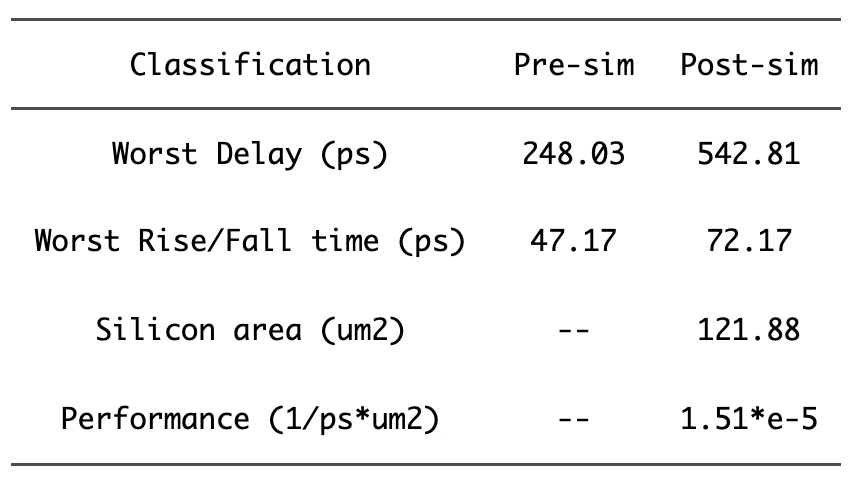 Classification Pre-sim Post-sim
Worst Delay (ps) 248.03 542.81
Worst Rise/Fall time (ps) 47.17 72.17
Silicon area (um2) -- 121.88
Performance (1/ps*um2) -- 1.51*e-5